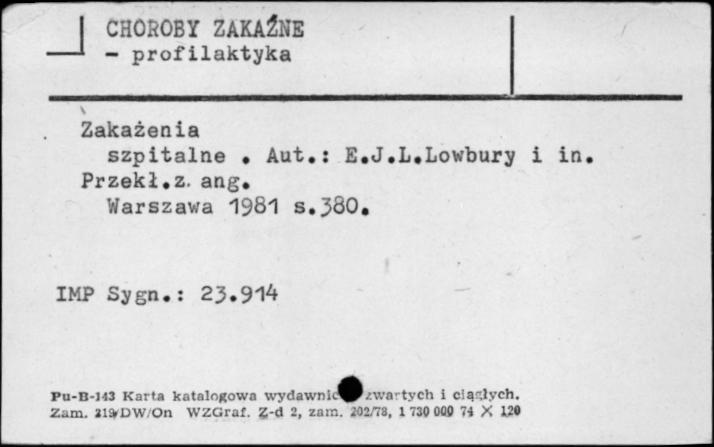 CHOROBY ZAKAŹNE
- profilaktyka
Zakażenia
szpitalne . Aut.: E.J.L.Lowbury i in.
Przekł.z. ang.
Warszawa 1981 s.380.
IMP Sygn.: 23.914
Pu-B-143 Karta katalogowa wydawnic zwartych i ciągłych.
Zam. 219/DW/On WZGraf. Z-d 2, zam. 202/78, 1 730 000 74 X 120